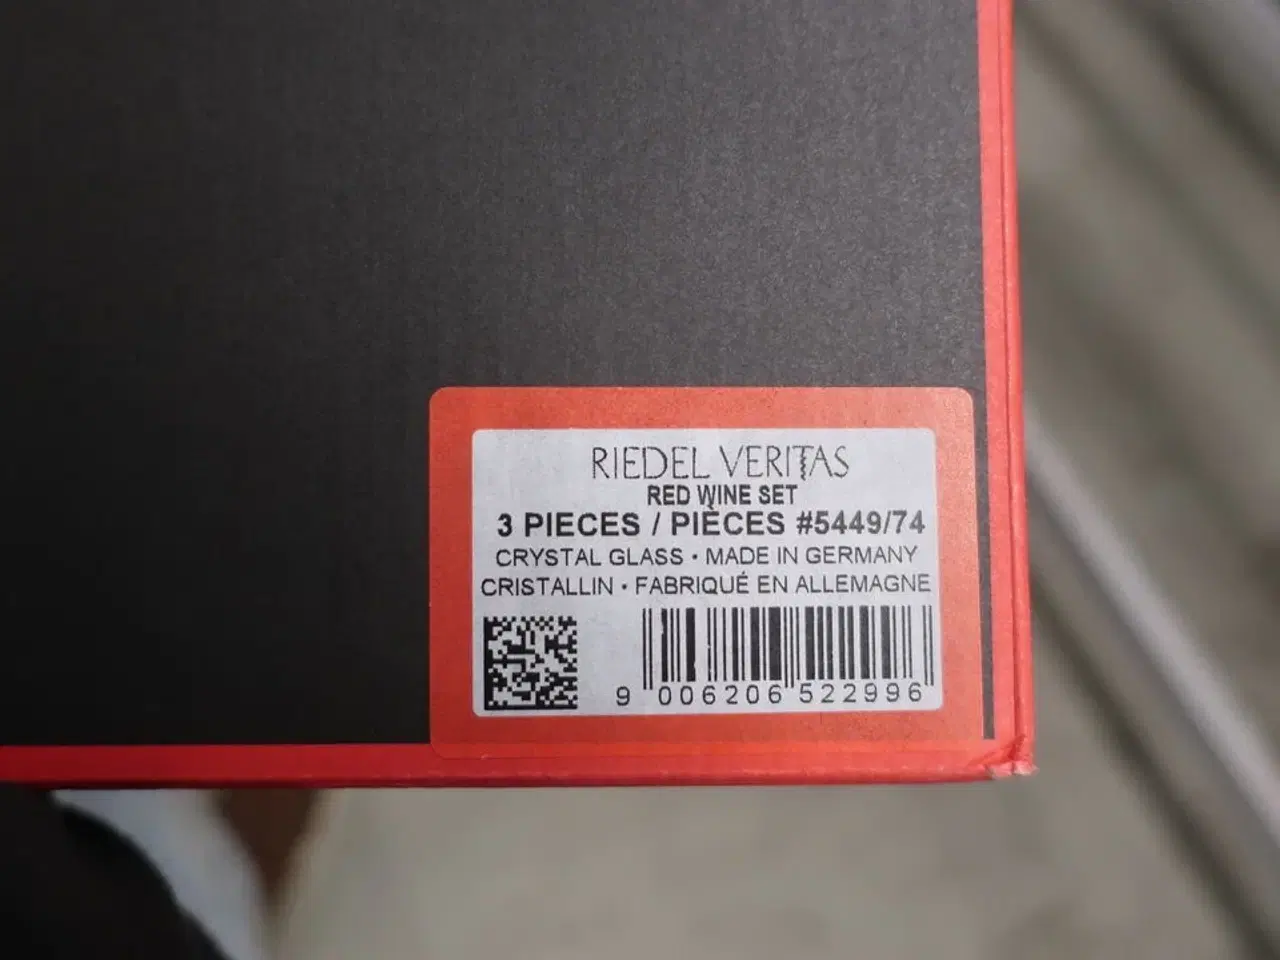 RIEDEL VERITAS
RED WINE SET
3 PIECES / PIÈCES #5449/74
CRYSTAL GLASS · MADE IN GERMANY
CRISTALLIN · FABRIQUÉ EN ALLEMAGNE
9 006206 522996